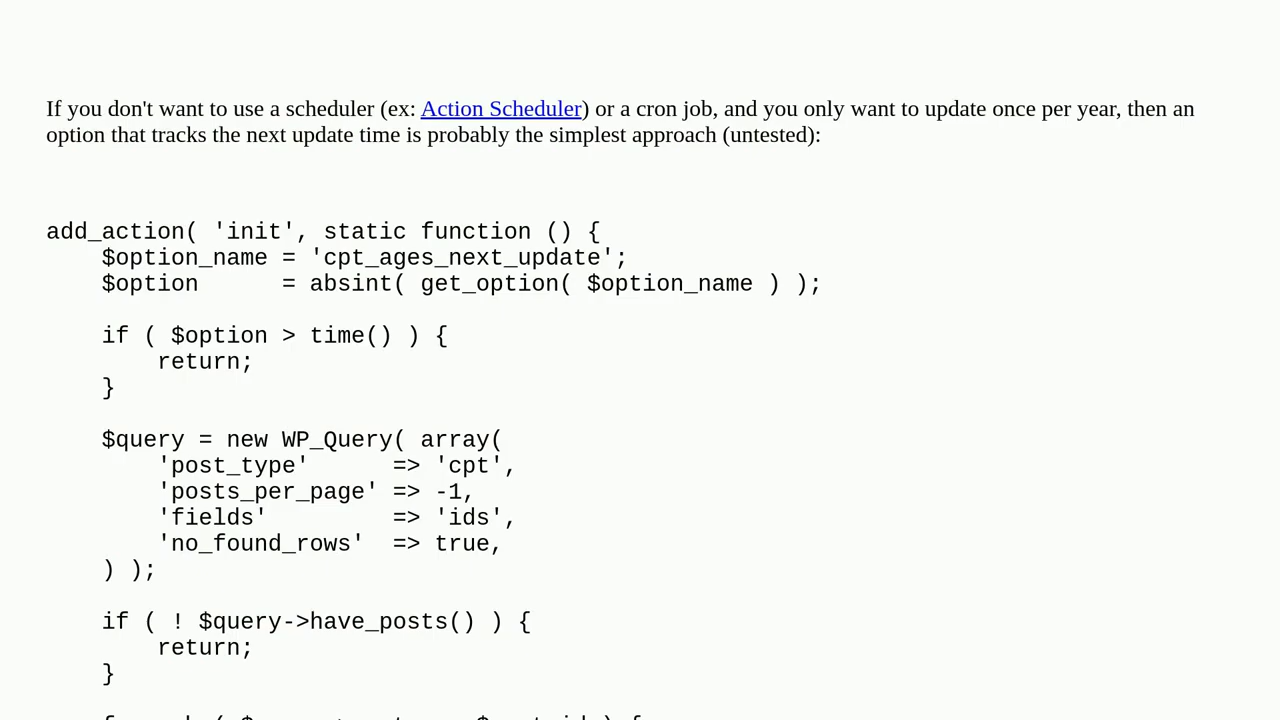 If you don't want to use a scheduler (ex: Action Scheduler) or a cron job, and you only want to update once per year, then an
option that tracks the next update time is probably the simplest approach (untested):
add_action( 'init', static function () {
    $option_name = 'cpt_ages_next_update';
    $option      = absint( get_option( $option_name ) );
    if ( $option > time() ) {
        return;
    }
    $query = new WP_Query( array(
        'post_type'      => 'cpt',
        'posts_per_page' => -1,
        'fields'         => 'ids',
        'no_found_rows'  => true,
    ) );
    if ( ! $query->have_posts() ) {
        return;
    }